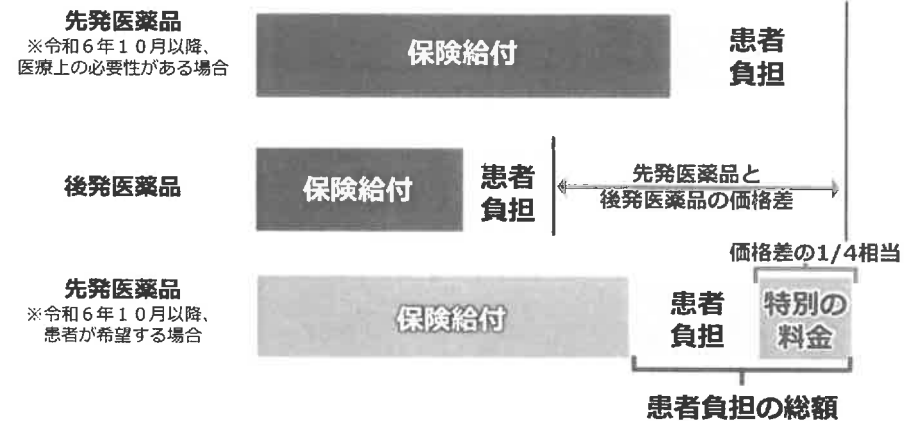 先発医薬品
※令和６年１０月以降、
医療上の必要性がある場合
保険給付
患者
負担
後発医薬品
保険給付
患者
負担
先発医薬品と
後発医薬品の価格差
価格差の1/4相当
先発医薬品
※令和６年１０月以降、
患者が希望する場合
保険給付
患者
負担
特別の
料金
患者負担の総額